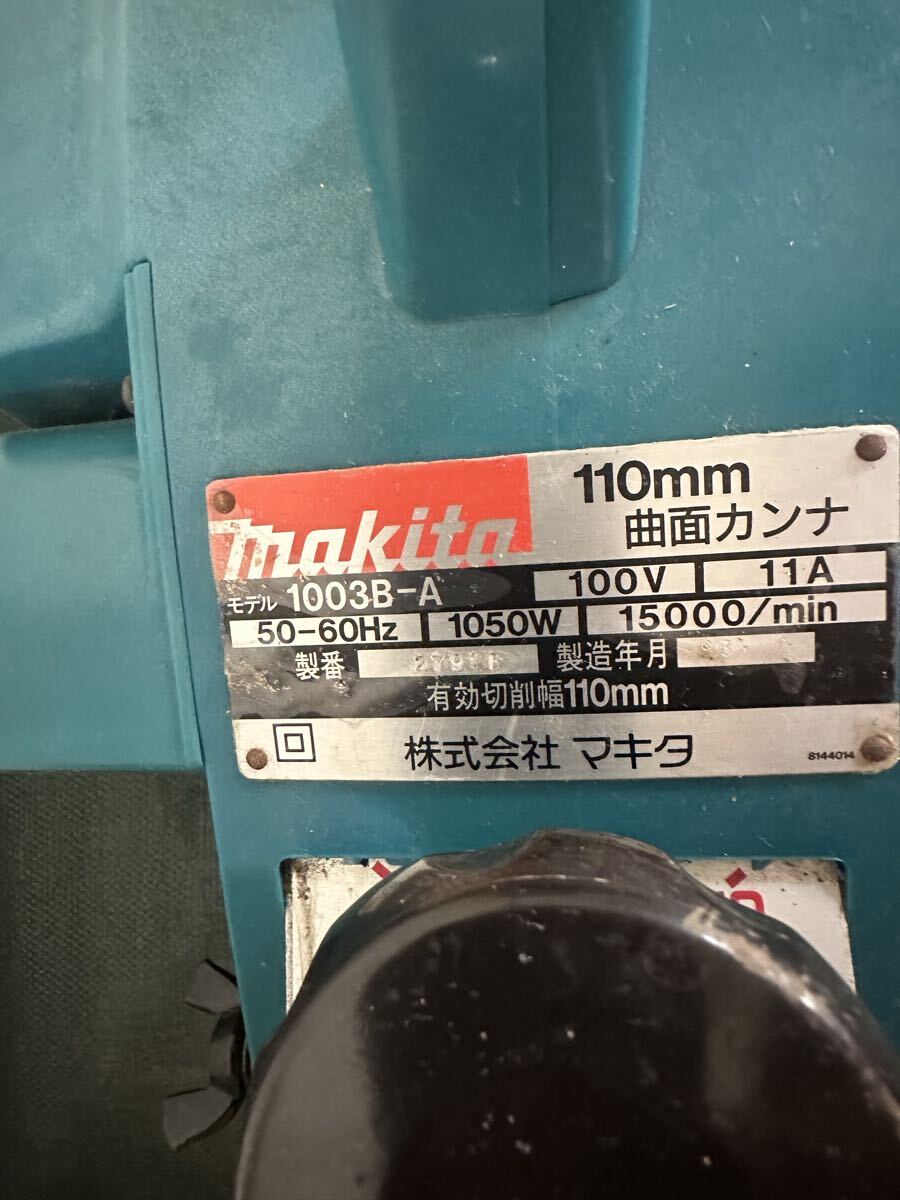 makita
110mm
曲面カンナ
モデル 1003B-A 100V 11A
50-60Hz 1050W 15000/min
製番 製造年月
有効切削幅110mm
回 株式会社 マキタ 8144014